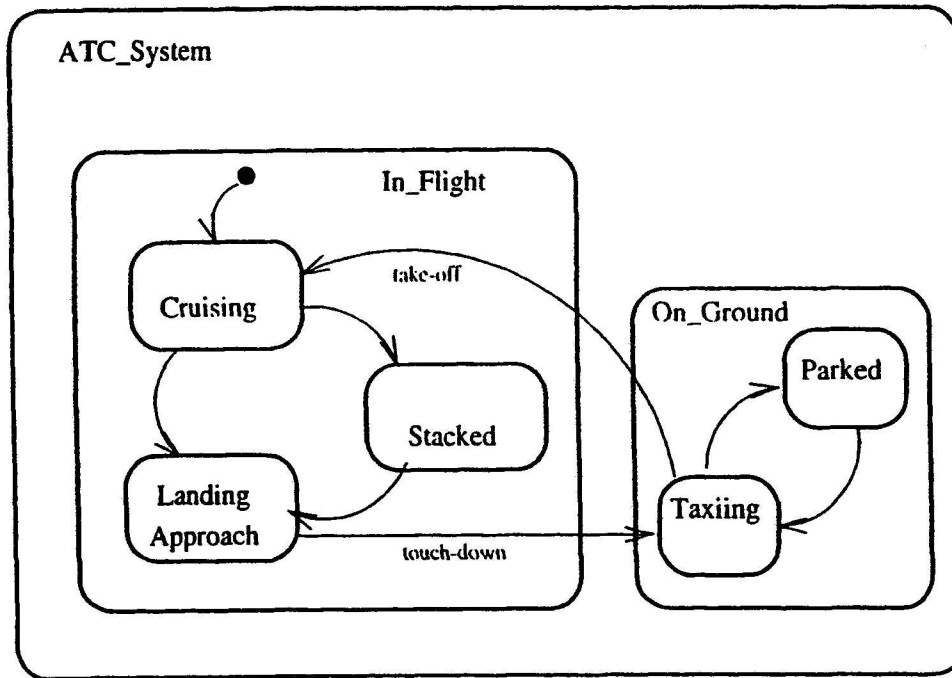 ATC_System
In_Flight
take-off
Cruising
On_Ground
Parked
Stacked
Landing
Approach
Taxiing
touch-down